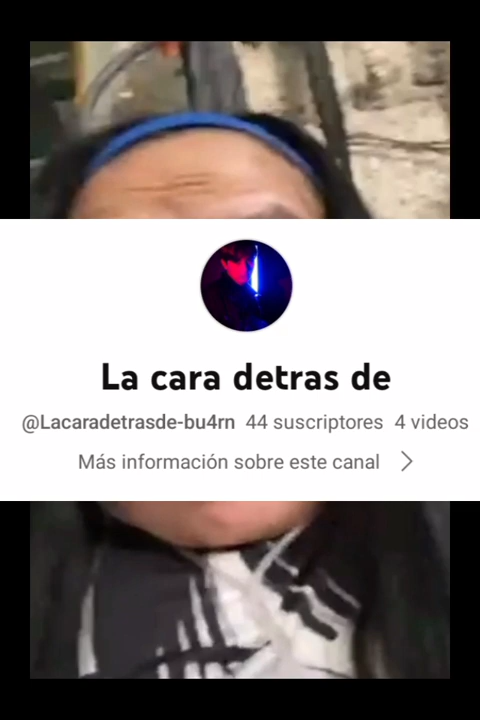 La cara detras de
@Lacaradetrasde-bu4rn 44 suscriptores 4 videos
Más información sobre este canal